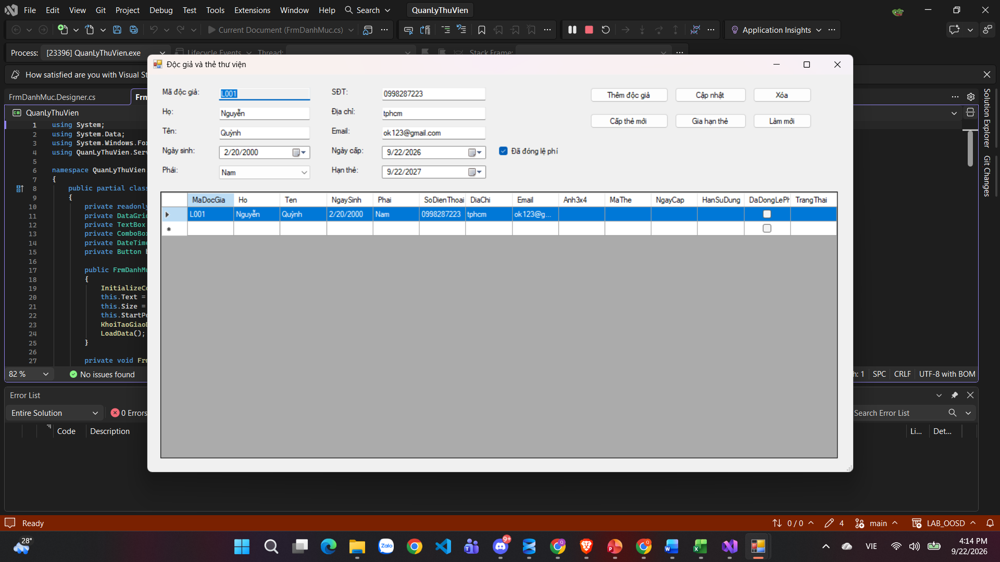 File Edit View Git Project Debug Test Tools Extensions Window Help Search QuanLyThuVien
Current Document (FrmDanhMuc.cs) Application Insights
Process: [23396] QuanLyThuVien.exe Lifecycle Events Thread: Stack Frame:
How satisfied are you with Visual St
Độc giả và thẻ thư viện
FrmDanhMuc.Designer.cs Frm
QuanLyThuVien
Mã độc giả: L001 SĐT: 0998287223 Thêm độc giả Cập nhật Xóa
Họ: Nguyễn Địa chỉ: tphcm Cấp thẻ mới Gia hạn thẻ Làm mới
Tên: Quỳnh Email: ok123@gmail.com
Ngày sinh: 2/20/2000 Ngày cấp: 9/22/2026 Đã đóng lệ phí
Phái: Nam Hạn thẻ: 9/22/2027
MaDocGia Ho Ten NgaySinh Phai SoDienThoai DiaChi Email Anh3x4 MaThe NgayCap HanSuDung DaDongLePh TrangThai
L001 Nguyễn Quỳnh 2/20/2000 Nam 0998287223 tphcm ok123@g...
1 using System;
2 using System.Data;
3 using System.Windows.For
4 using QuanLyThuVien.Serv
5
6 namespace QuanLyThuVien.
7 {
8 public partial class
9 {
10 private readonly
11 private DataGrid
12 private TextBox
13 private ComboBox
14 private DateTime
15 private Button b
16
17 public FrmDanhMu
18 {
19 InitializeCo
20 this.Text =
21 this.Size =
22 this.StartPo
23 KhoiTaoGiaoD
24 LoadData();
25 }
26
27 private void Frm
82 % No issues found h: 1 SPC CRLF UTF-8 with BOM
Solution Explorer
Git Changes
Error List
Entire Solution 0 Errors Search Error List
Code Description Li... Det...
Ready 0 / 0 4 main LAB_OOSD
28° Zalo 9+ VIE 4:14 PM
9/22/2026